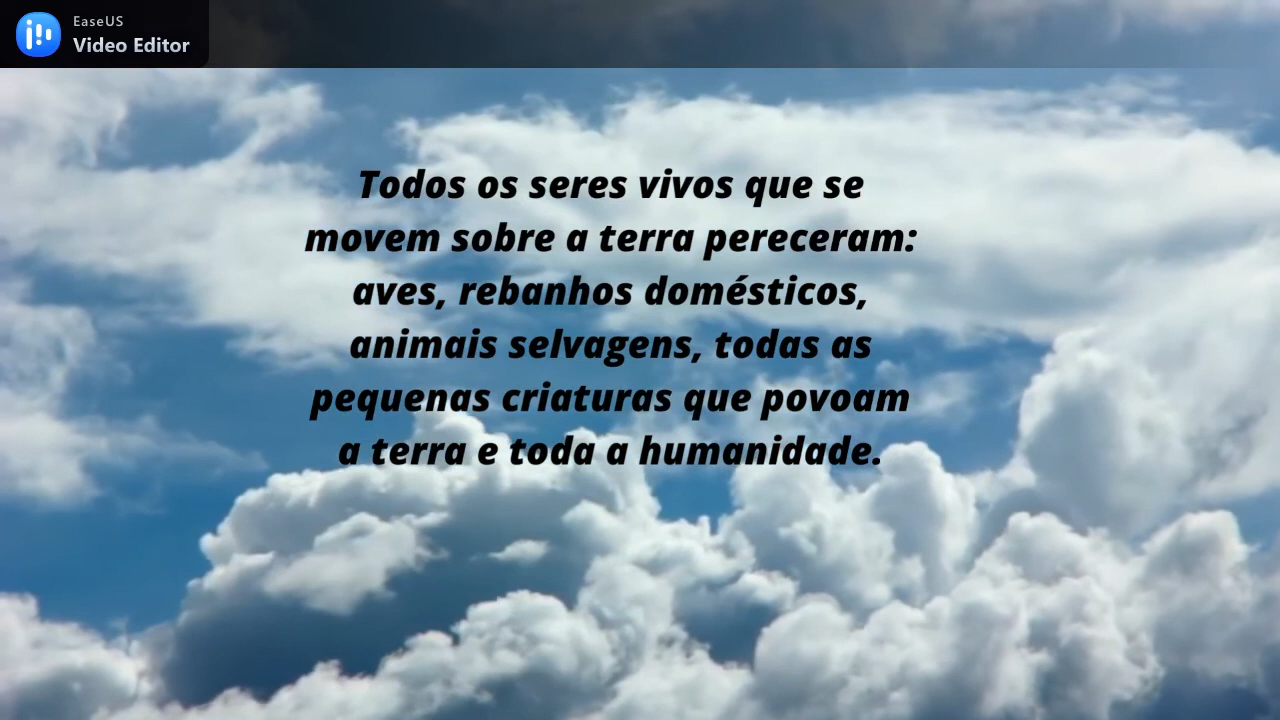 EaseUS
Video Editor
Todos os seres vivos que se
movem sobre a terra pereceram:
aves, rebanhos domésticos,
animais selvagens, todas as
pequenas criaturas que povoam
a terra e toda a humanidade.